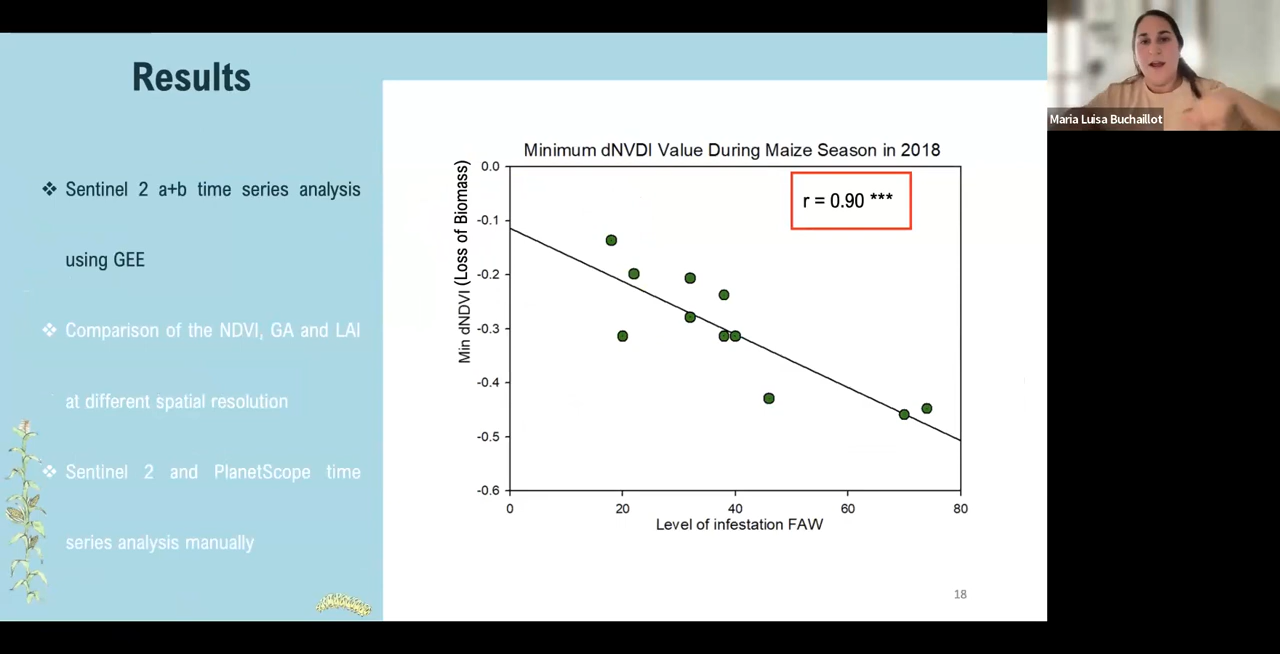 Results
❖ Sentinel 2 a+b time series analysis
using GEE
❖ Comparison of the NDVI, GA and LAI
at different spatial resolution
❖ Sentinel 2 and PlanetScope time
series analysis manually
Minimum dNVDI Value During Maize Season in 2018
r = 0.90 ***
Min dNDVI (Loss of Biomass)
0.0
-0.1
-0.2
-0.3
-0.4
-0.5
-0.6
0 20 40 60 80
Level of infestation FAW
18
Maria Luisa Buchaillot